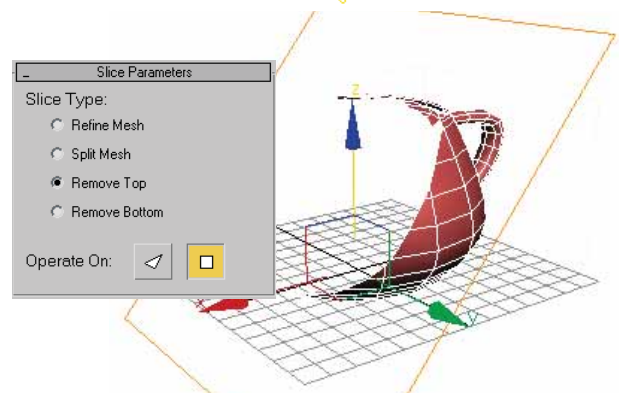 - Slice Parameters
Slice Type:
Refine Mesh
Split Mesh
Remove Top
Remove Bottom
Operate On:
z
y